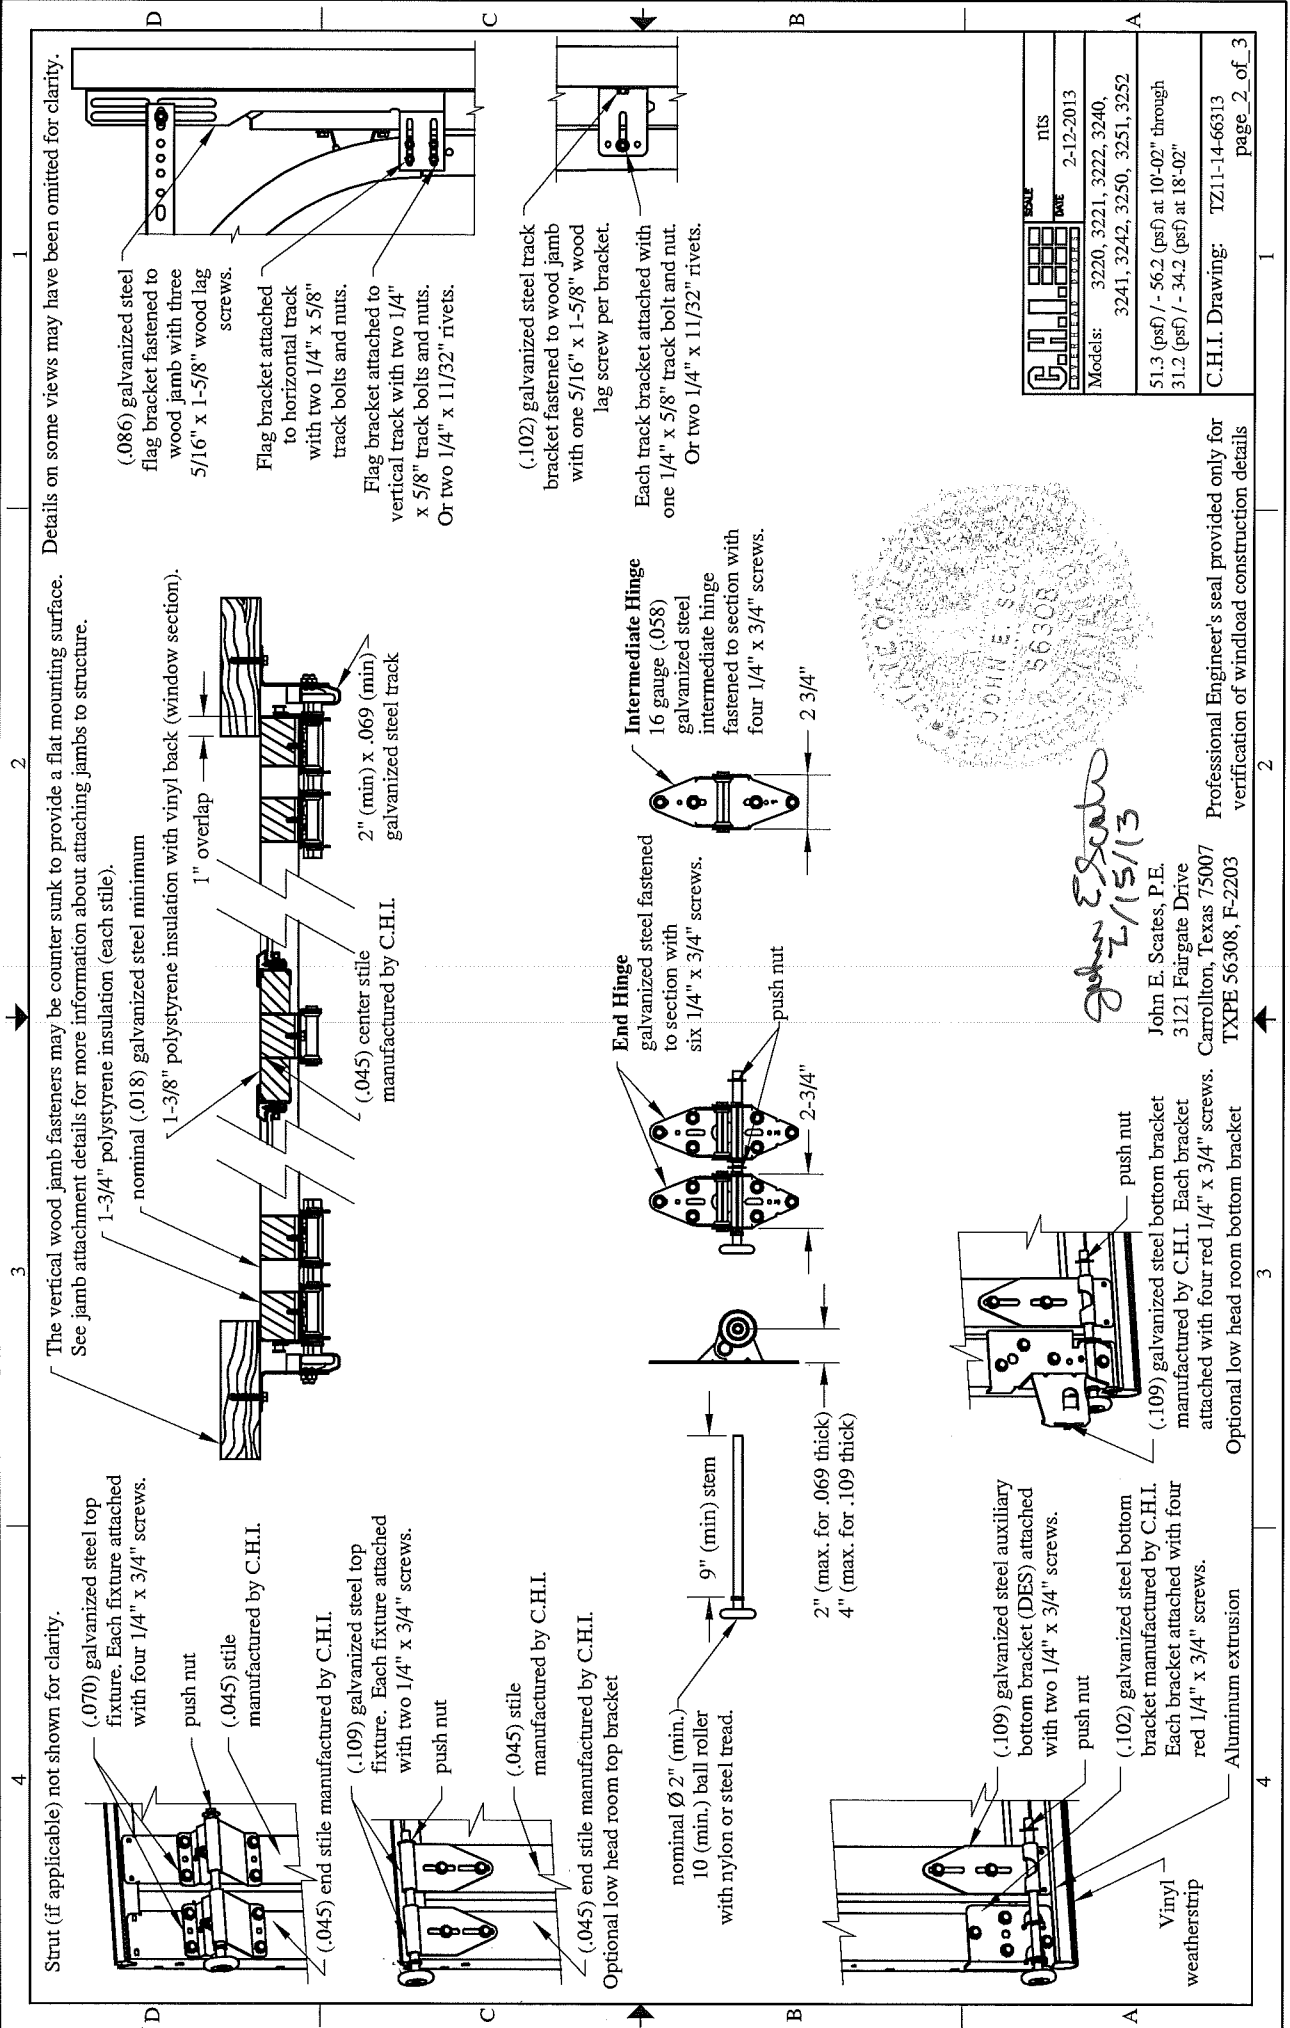 4
3
2
1
D
C
B
A
Strut (if applicable) not shown for clarity.
(.070) galvanized steel top
fixture. Each fixture attached
with four 1/4" x 3/4" screws.
push nut
(.045) stile
manufactured by C.H.I.
(.045) end stile manufactured by C.H.I.
(.109) galvanized steel top
fixture. Each fixture attached
with two 1/4" x 3/4" screws.
push nut
(.045) stile
manufactured by C.H.I.
(.045) end stile manufactured by C.H.I.
Optional low head room top bracket
The vertical wood jamb fasteners may be counter sunk to provide a flat mounting surface.
See jamb attachment details for more information about attaching jambs to structure.
1-3/4" polystyrene insulation (each stile).
nominal (.018) galvanized steel minimum
1-3/8" polystyrene insulation with vinyl back (window section).
1" overlap
(.045) center stile
manufactured by C.H.I.
2" (min) x .069 (min)
galvanized steel track
Details on some views may have been omitted for clarity.
(.086) galvanized steel
flag bracket fastened to
wood jamb with three
5/16" x 1-5/8" wood lag
screws.
Flag bracket attached
to horizontal track
with two 1/4" x 5/8"
track bolts and nuts.
Flag bracket attached to
vertical track with two 1/4"
x 5/8" track bolts and nuts.
Or two 1/4" x 11/32" rivets.
(.102) galvanized steel track
bracket fastened to wood jamb
with one 5/16" x 1-5/8" wood
lag screw per bracket.
Each track bracket attached with
one 1/4" x 5/8" track bolt and nut.
Or two 1/4" x 11/32" rivets.
nominal Ø 2" (min.)
10 (min.) ball roller
with nylon or steel tread.
9" (min) stem
2" (max. for .069 thick)
4" (max. for .109 thick)
End Hinge
galvanized steel fastened
to section with
six 1/4" x 3/4" screws.
push nut
2-3/4"
Intermediate Hinge
16 gauge (.058)
galvanized steel
intermediate hinge
fastened to section with
four 1/4" x 3/4" screws.
2 3/4"
(.109) galvanized steel auxiliary
bottom bracket (DES) attached
with two 1/4" x 3/4" screws.
push nut
(.102) galvanized steel bottom
bracket manufactured by C.H.I.
Each bracket attached with four
red 1/4" x 3/4" screws.
Aluminum extrusion
Vinyl
weatherstrip
push nut
(.109) galvanized steel bottom bracket
manufactured by C.H.I. Each bracket
attached with four red 1/4" x 3/4" screws.
Optional low head room bottom bracket
John E Scates
2/15/13
John E. Scates, P.E.
3121 Fairgate Drive
Carrollton, Texas 75007
TXPE 56308, F-2203
JOHN E.
56308
Professional Engineer's seal provided only for
verification of windload construction details
C.H.I.
OVERHEAD DOORS
SCALE
nts
DATE
2-12-2013
Models: 3220, 3221, 3222, 3240,
3241, 3242, 3250, 3251, 3252
51.3 (psf) / - 56.2 (psf) at 10'-02" through
31.2 (psf) / - 34.2 (psf) at 18'-02"
C.H.I. Drawing: TZ11-14-66313
page_2_of_3
4
3
2
1
D
C
B
A